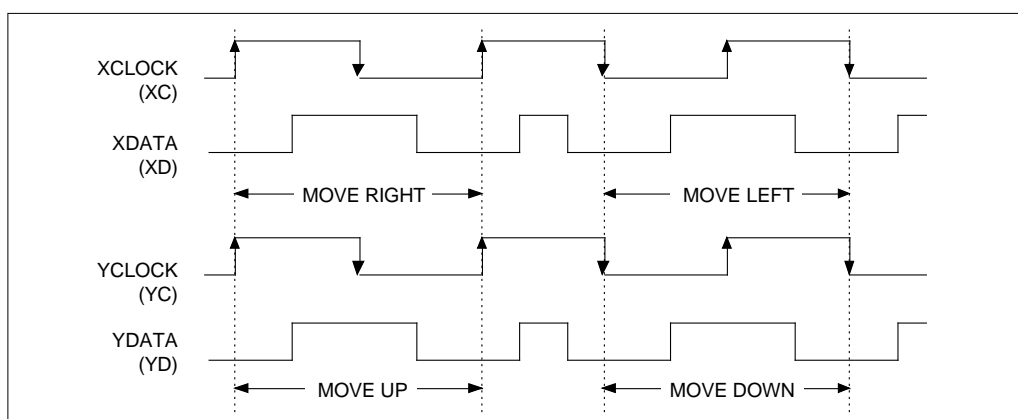 XCLOCK
(XC)
XDATA
(XD)
MOVE RIGHT
MOVE LEFT
YCLOCK
(YC)
YDATA
(YD)
MOVE UP
MOVE DOWN